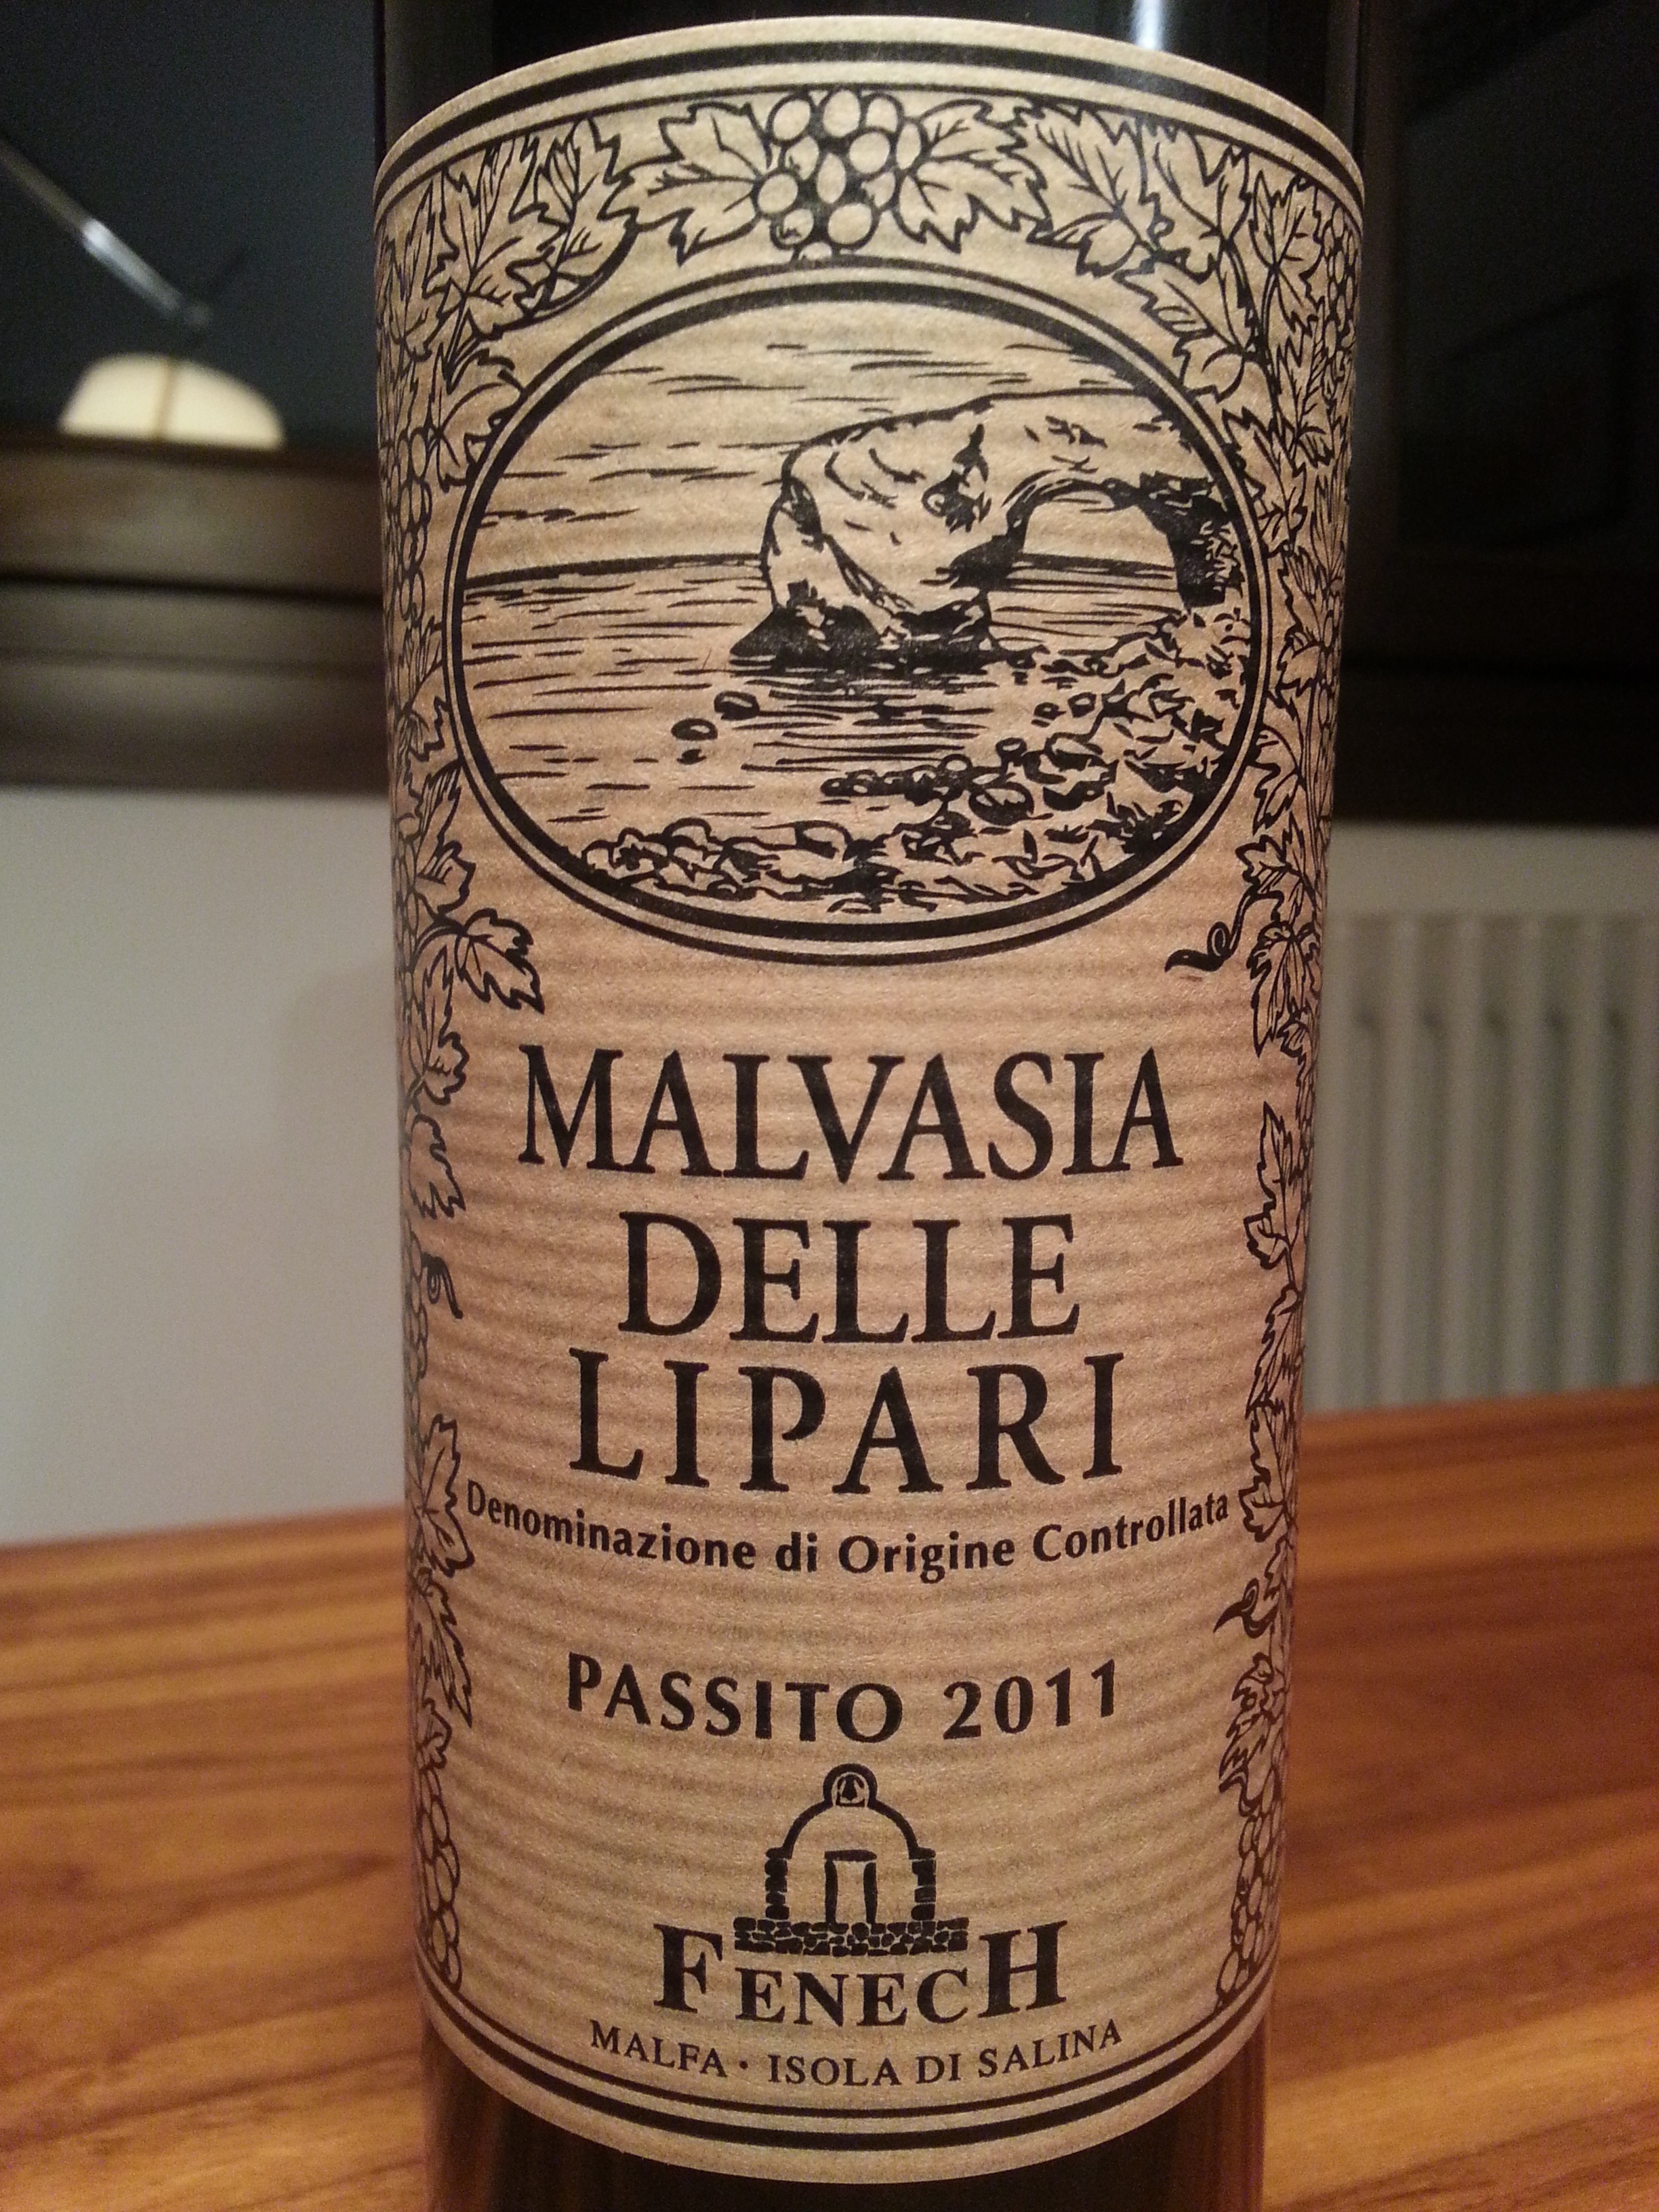 MALVASIA
DELLE
LIPARI
Denominazione di Origine Controllata
PASSITO 2011
FENECH
MALFA • ISOLA DI SALINA